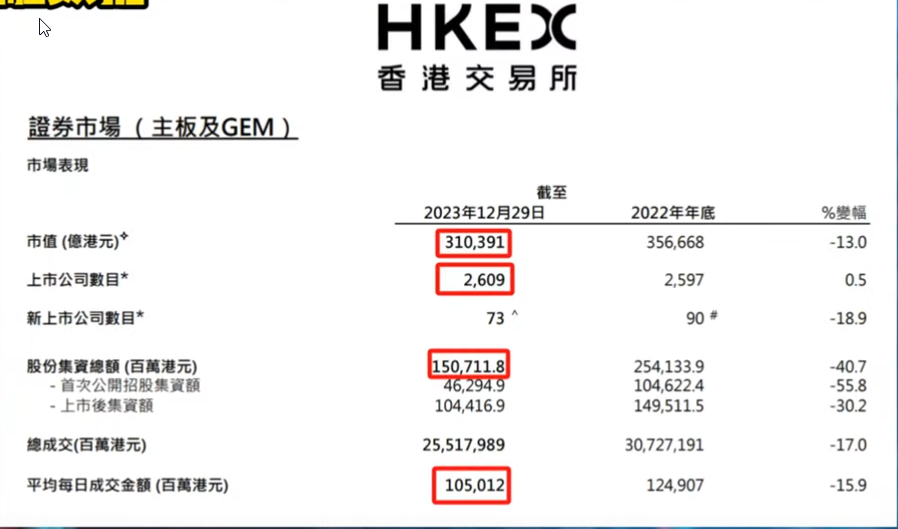 HKEX
香港交易所
證券市場 （ 主板及GEM ）
市場表現
截至
2023年12月29日 2022年年底 %變幅
市值 (億港元)✧ 310,391 356,668 -13.0
上市公司數目* 2,609 2,597 0.5
新上市公司數目* 73 ^ 90 # -18.9
股份集資總額 (百萬港元) 150,711.8 254,133.9 -40.7
- 首次公開招股集資額 46,294.9 104,622.4 -55.8
- 上市後集資額 104,416.9 149,511.5 -30.2
總成交(百萬港元) 25,517,989 30,727,191 -17.0
平均每日成交金額 (百萬港元) 105,012 124,907 -15.9